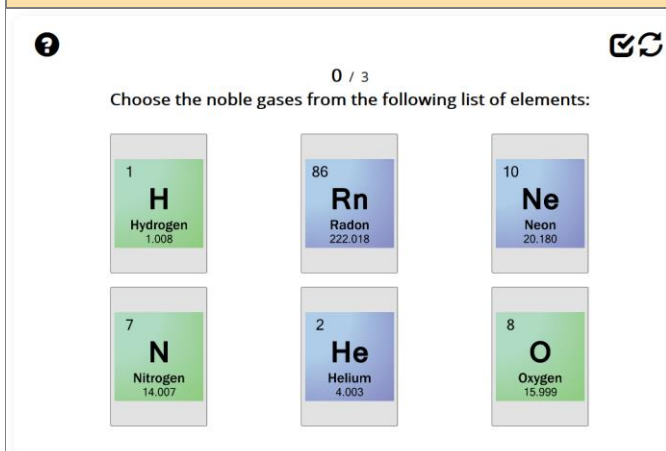 0 / 3
Choose the noble gases from the following list of elements:
1
H
Hydrogen
1.008
86
Rn
Radon
222.018
10
Ne
Neon
20.180
7
N
Nitrogen
14.007
2
He
Helium
4.003
8
O
Oxygen
15.999